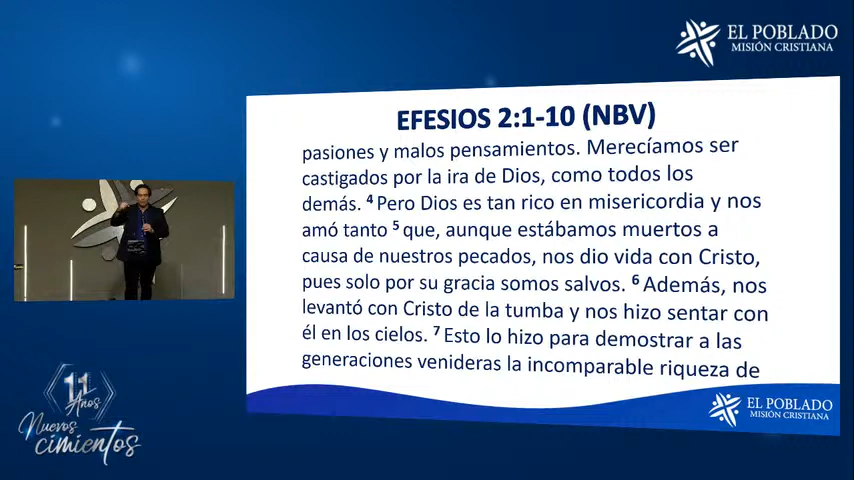 EL POBLADO
MISIÓN CRISTIANA
EFESIOS 2:1-10 (NBV)
pasiones y malos pensamientos. Merecíamos ser
castigados por la ira de Dios, como todos los
demás. 4 Pero Dios es tan rico en misericordia y nos
amó tanto 5 que, aunque estábamos muertos a
causa de nuestros pecados, nos dio vida con Cristo,
pues solo por su gracia somos salvos. 6 Además, nos
levantó con Cristo de la tumba y nos hizo sentar con
él en los cielos. 7 Esto lo hizo para demostrar a las
generaciones venideras la incomparable riqueza de
11
Años
Nuevos
cimientos
EL POBLADO
MISIÓN CRISTIANA